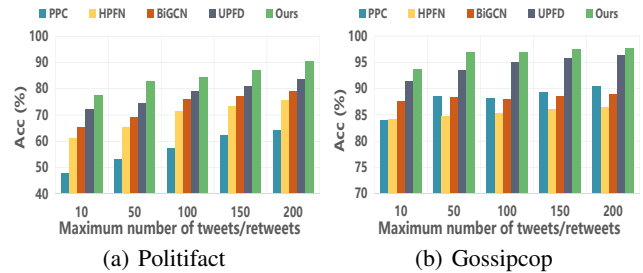 PPC HPFN BiGCN UPFD Ours
100
90
80
70
60
50
40
Acc (%)
10 50 100 150 200
Maximum number of tweets/retweets
(a) Politifact
PPC HPFN BiGCN UPFD Ours
100
95
90
85
80
75
70
Acc (%)
10 50 100 150 200
Maximum number of tweets/retweets
(b) Gossipcop